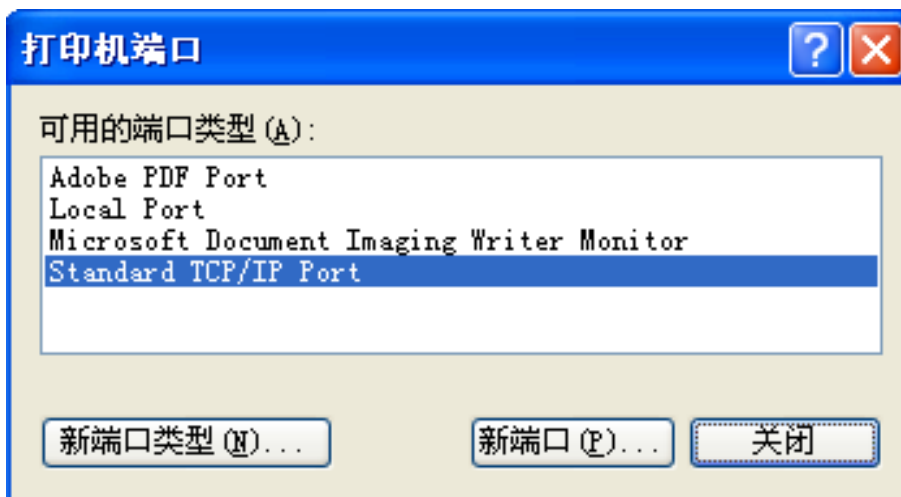 打印机端口
可用的端口类型(A):
Adobe PDF Port
Local Port
Microsoft Document Imaging Writer Monitor
Standard TCP/IP Port
新端口类型(N)... 新端口(P)... 关闭